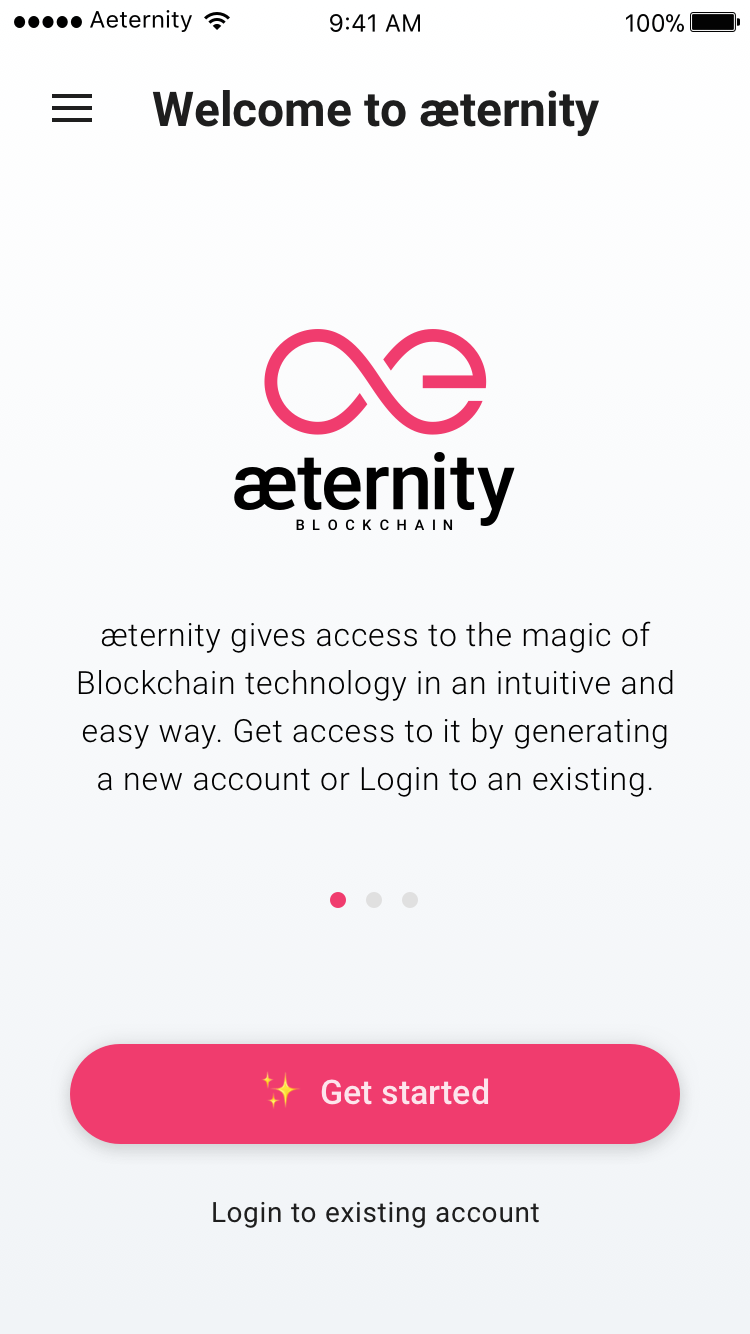 Aeternity 9:41 AM 100%
Welcome to æternity
æternity
BLOCKCHAIN
æternity gives access to the magic of
Blockchain technology in an intuitive and
easy way. Get access to it by generating
a new account or Login to an existing.
✨ Get started
Login to existing account